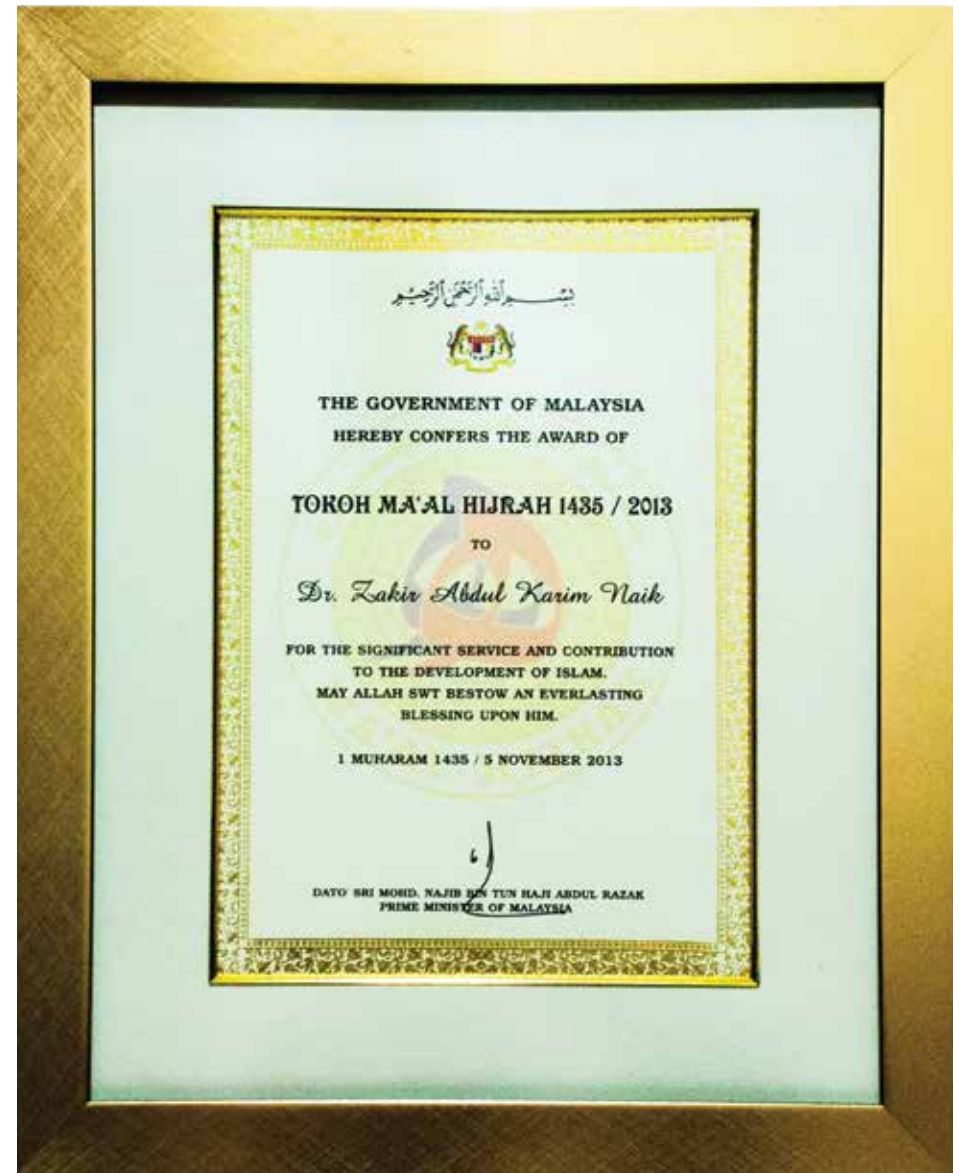 بِسْمِ ٱللَّهِ ٱلرَّحْمَٰنِ ٱلرَّحِيمِ
THE GOVERNMENT OF MALAYSIA
HEREBY CONFERS THE AWARD OF
TOKOH MA'AL HIJRAH 1435 / 2013
TO
Dr. Zakir Abdul Karim Naik
FOR THE SIGNIFICANT SERVICE AND CONTRIBUTION
TO THE DEVELOPMENT OF ISLAM.
MAY ALLAH SWT BESTOW AN EVERLASTING
BLESSING UPON HIM.
1 MUHARAM 1435 / 5 NOVEMBER 2013
DATO' SRI MOHD. NAJIB BIN TUN HAJI ABDUL RAZAK
PRIME MINISTER OF MALAYSIA